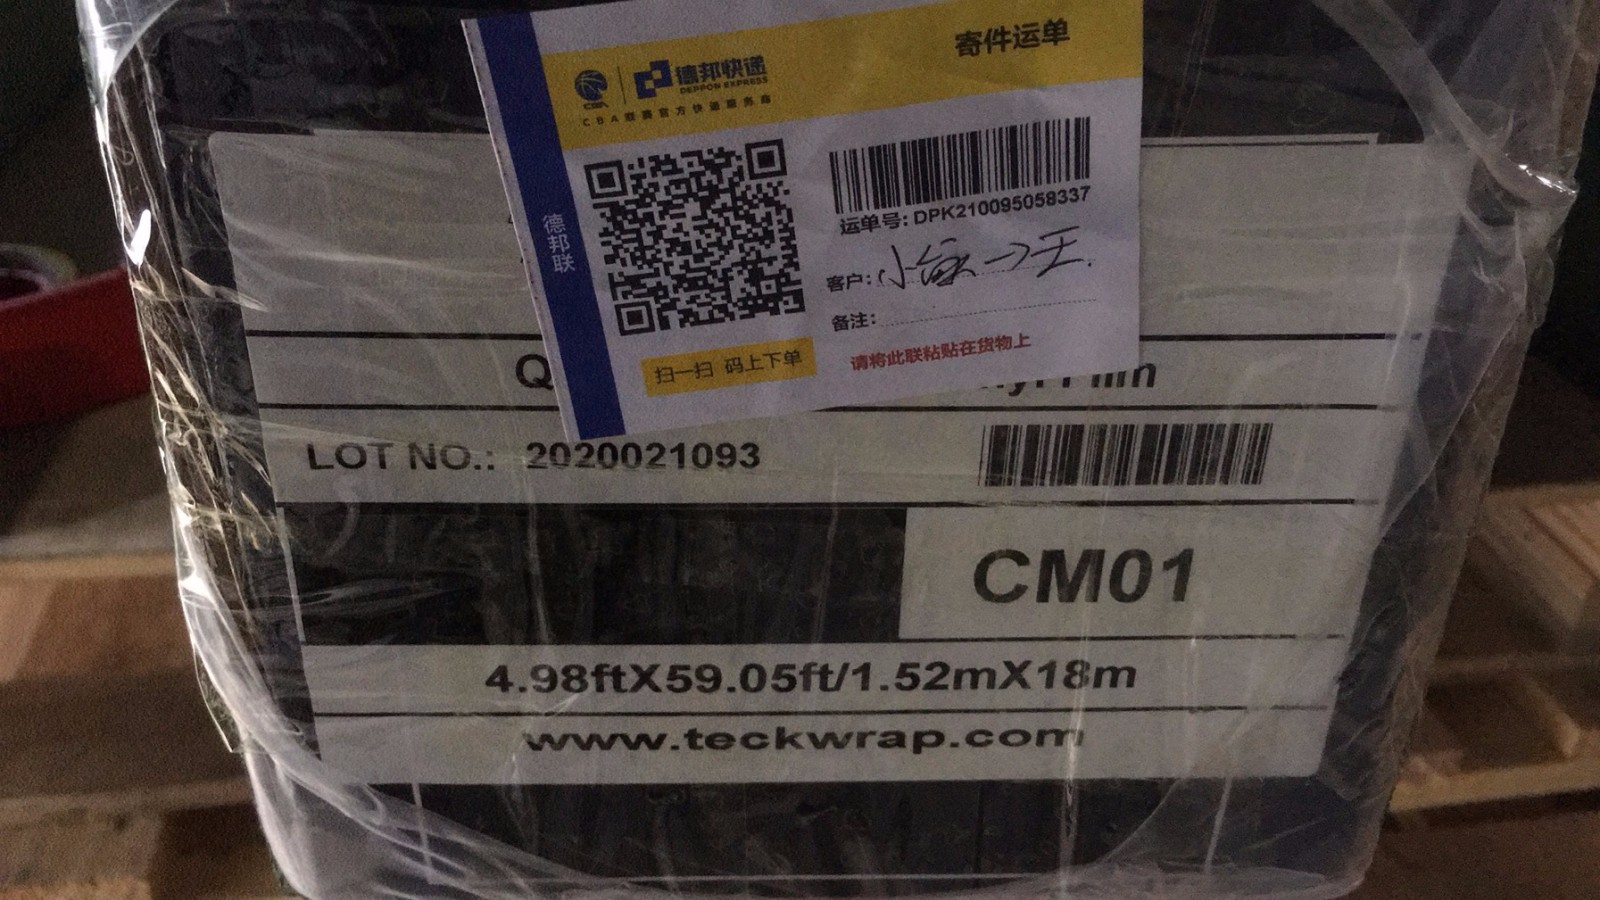 寄件运单
CBA
德邦快递
DEPPON EXPRESS
CBA联赛官方快递服务商
德邦联
运单号: DPK210095058337
客户:
备注:
扫一扫 码上下单
请将此联粘贴在货物上
Film
LOT NO.: 2020021093
CM01
4.98ftX59.05ft/1.52mX18m
www.teckwrap.com